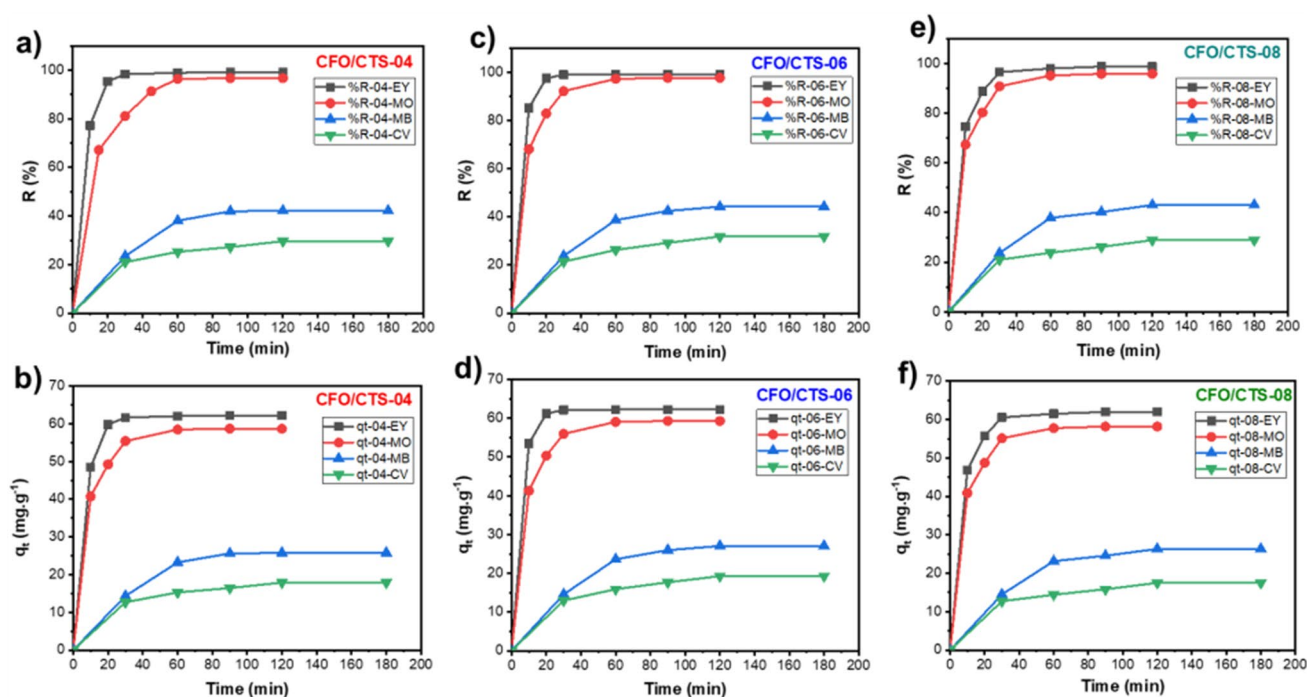 a)
CFO/CTS-04
100
80
60
40
20
0
R (%)
%R-04-EY
%R-04-MO
%R-04-MB
%R-04-CV
0 20 40 60 80 100 120 140 160 180 200
Time (min)
c)
CFO/CTS-06
100
80
60
40
20
0
R (%)
%R-06-EY
%R-06-MO
%R-06-MB
%R-06-CV
0 20 40 60 80 100 120 140 160 180 200
Time (min)
e)
CFO/CTS-08
100
80
60
40
20
0
R (%)
%R-08-EY
%R-08-MO
%R-08-MB
%R-08-CV
0 20 40 60 80 100 120 140 160 180 200
Time (min)
b)
CFO/CTS-04
70
60
50
40
30
20
10
0
qt (mg.g-1)
qt-04-EY
qt-04-MO
qt-04-MB
qt-04-CV
0 20 40 60 80 100 120 140 160 180 200
Time (min)
d)
CFO/CTS-06
70
60
50
40
30
20
10
0
qt (mg.g-1)
qt-06-EY
qt-06-MO
qt-06-MB
qt-06-CV
0 20 40 60 80 100 120 140 160 180 200
Time (min)
f)
CFO/CTS-08
70
60
50
40
30
20
10
0
qt (mg.g-1)
qt-08-EY
qt-08-MO
qt-08-MB
qt-08-CV
0 20 40 60 80 100 120 140 160 180 200
Time (min)